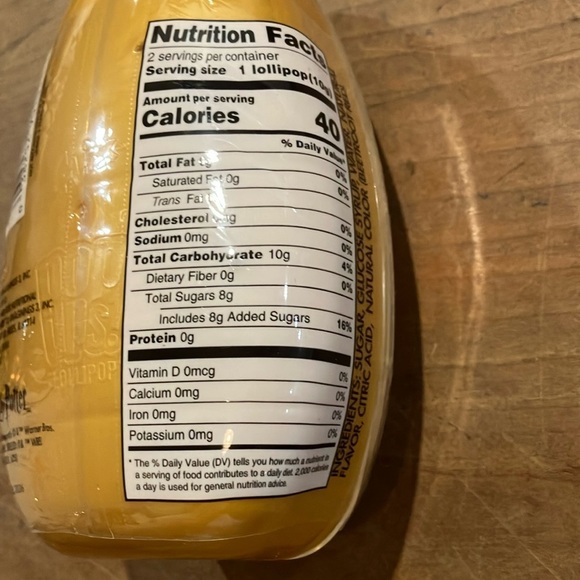 Nutrition Facts
2 servings per container
Serving size 1 lollipop(10g)
Amount per serving
Calories 40
% Daily Value*
Total Fat 0%
Saturated Fat 0g 0%
Trans Fat
Cholesterol 0%
Sodium 0mg 0%
Total Carbohydrate 10g 4%
Dietary Fiber 0g 0%
Total Sugars 8g
Includes 8g Added Sugars 16%
Protein 0g
Vitamin D 0mcg 0%
Calcium 0mg 0%
Iron 0mg 0%
Potassium 0mg 0%
* The % Daily Value (DV) tells you how much a nutrient in
a serving of food contributes to a daily diet. 2,000 calories
a day is used for general nutrition advice.
INGREDIENTS: SUGAR, GLUCOSE SYRUP,
FLAVOR, CITRIC ACID, NATURAL COLOR
LOLLIPOP
Warner Bros.